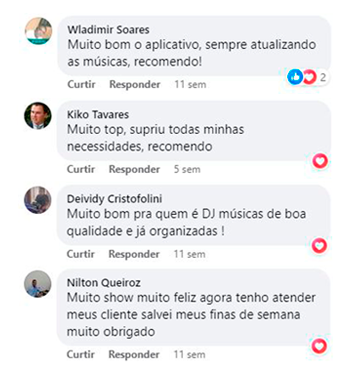 Wladimir Soares
Muito bom o aplicativo, sempre atualizando
as músicas, recomendo!
Curtir Responder 11 sem 2
Kiko Tavares
Muito top, supriu todas minhas
necessidades, recomendo
Curtir Responder 5 sem
Deividy Cristofolini
Muito bom pra quem é DJ músicas de boa
qualidade e já organizadas !
Curtir Responder 11 sem
Nilton Queiroz
Muito show muito feliz agora tenho atender
meus cliente salvei meus finas de semana
muito obrigado
Curtir Responder 11 sem